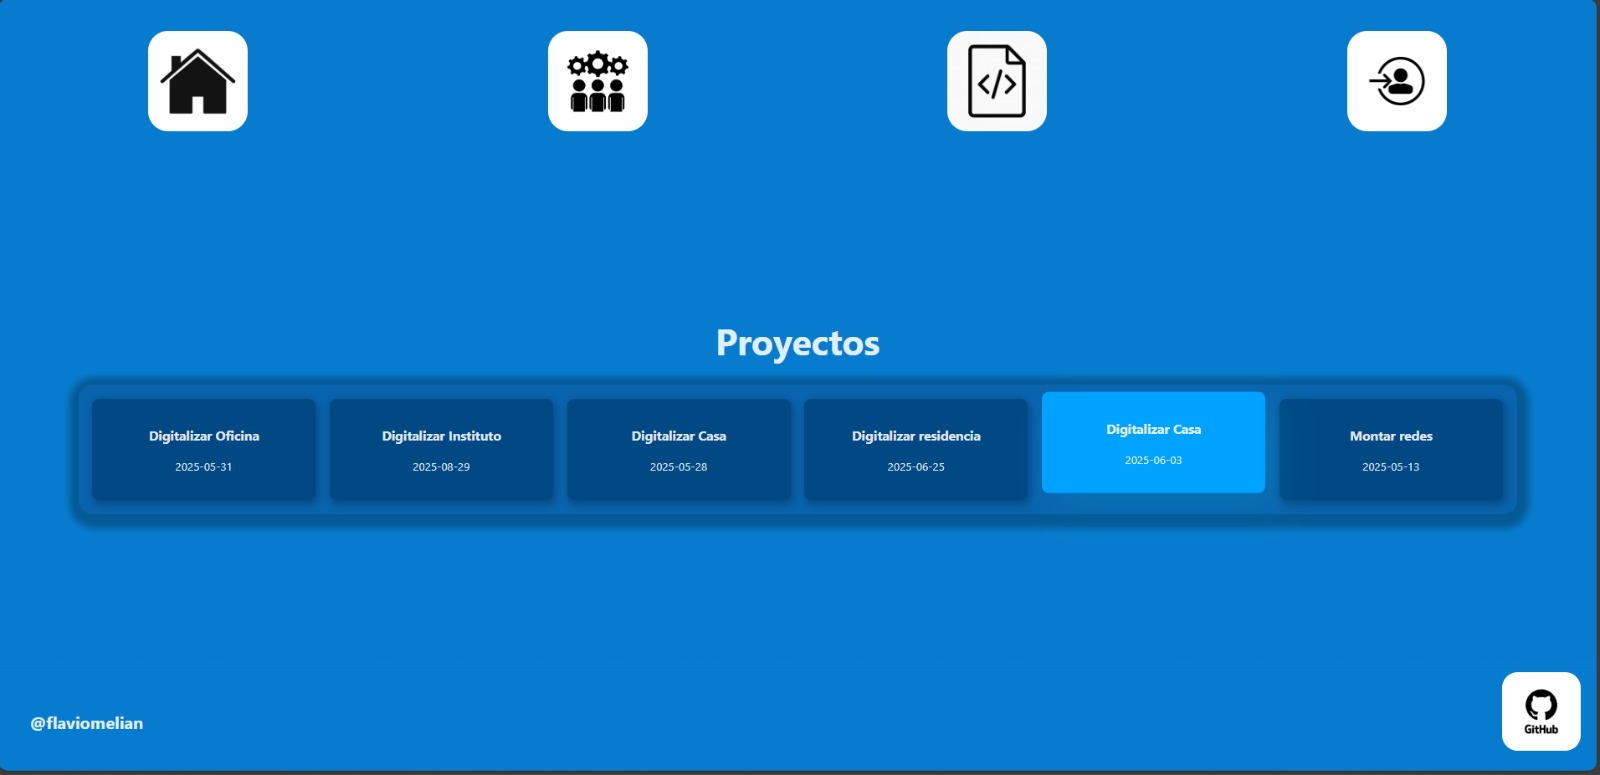 </>
Proyectos
Digitalizar Oficina
2025-05-31
Digitalizar Instituto
2025-08-29
Digitalizar Casa
2025-05-28
Digitalizar residencia
2025-06-25
Digitalizar Casa
2025-06-03
Montar redes
2025-05-13
@flaviomelian
GitHub